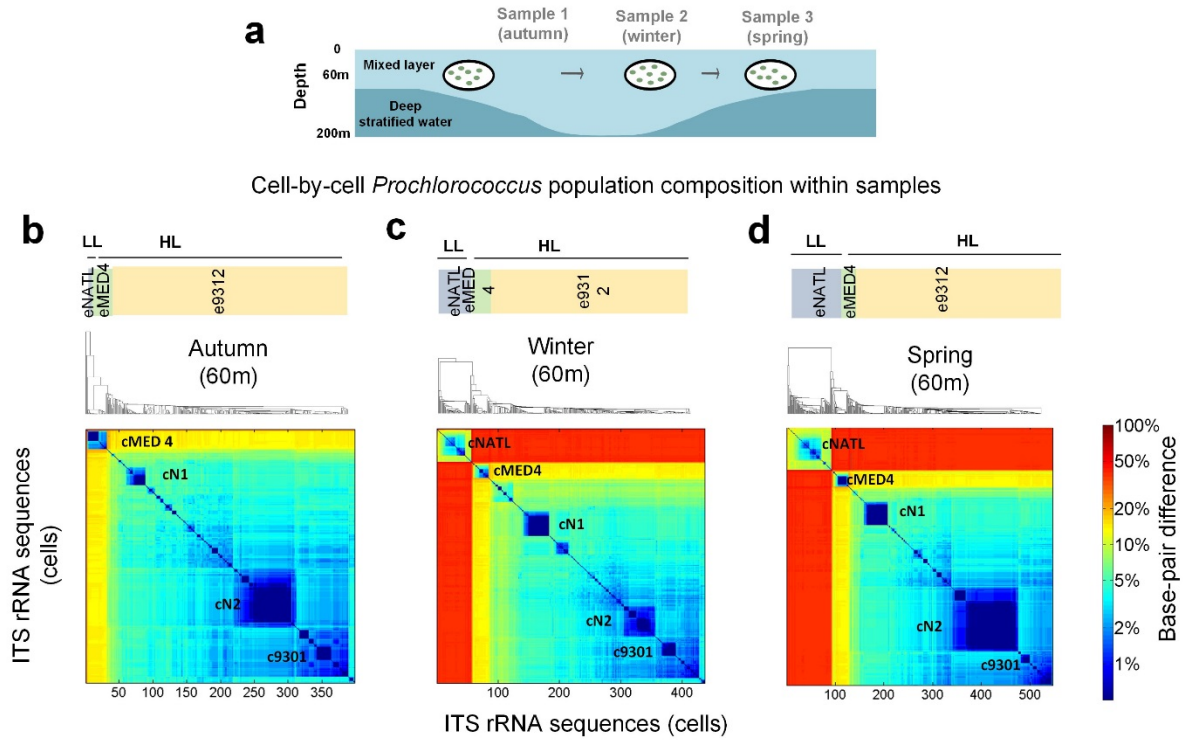 a
Sample 1
(autumn)
Sample 2
(winter)
Sample 3
(spring)
Depth
0
60m
200m
Mixed layer
Deep
stratified water
Cell-by-cell Prochlorococcus population composition within samples
b
LL
HL
eNATL
eMED4
e9312
Autumn
(60m)
cMED 4
cN1
cN2
c9301
50 100 150 200 250 300 350
c
LL
HL
eNATL
eMED
4
e931
2
Winter
(60m)
cNATL
cMED4
cN1
cN2
c9301
100 200 300 400
d
LL
HL
eNATL
eMED4
e9312
Spring
(60m)
cNATL
cMED4
cN1
cN2
c9301
100 200 300 400 500
ITS rRNA sequences
(cells)
ITS rRNA sequences (cells)
100%
50%
20%
10%
5%
2%
1%
Base-pair difference